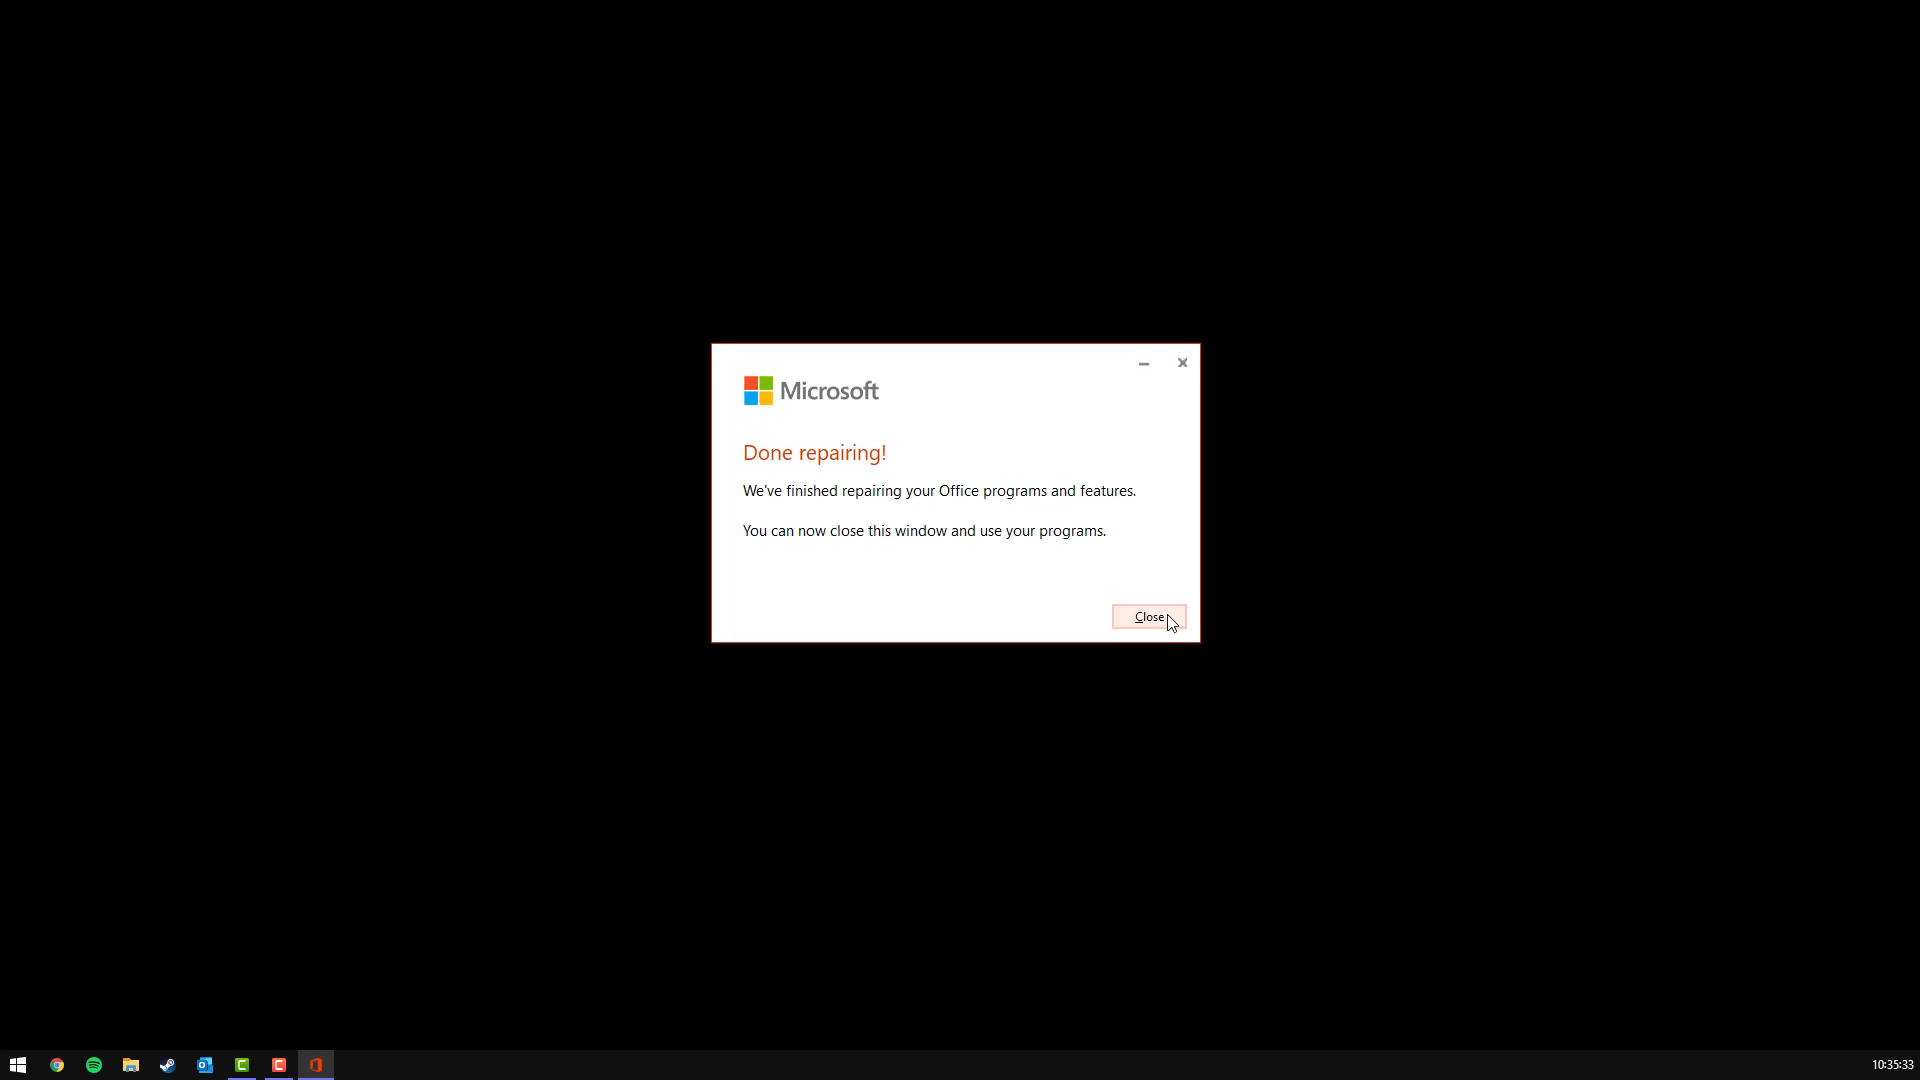 Microsoft
Done repairing!
We've finished repairing your Office programs and features.
You can now close this window and use your programs.
Close
10:35:33